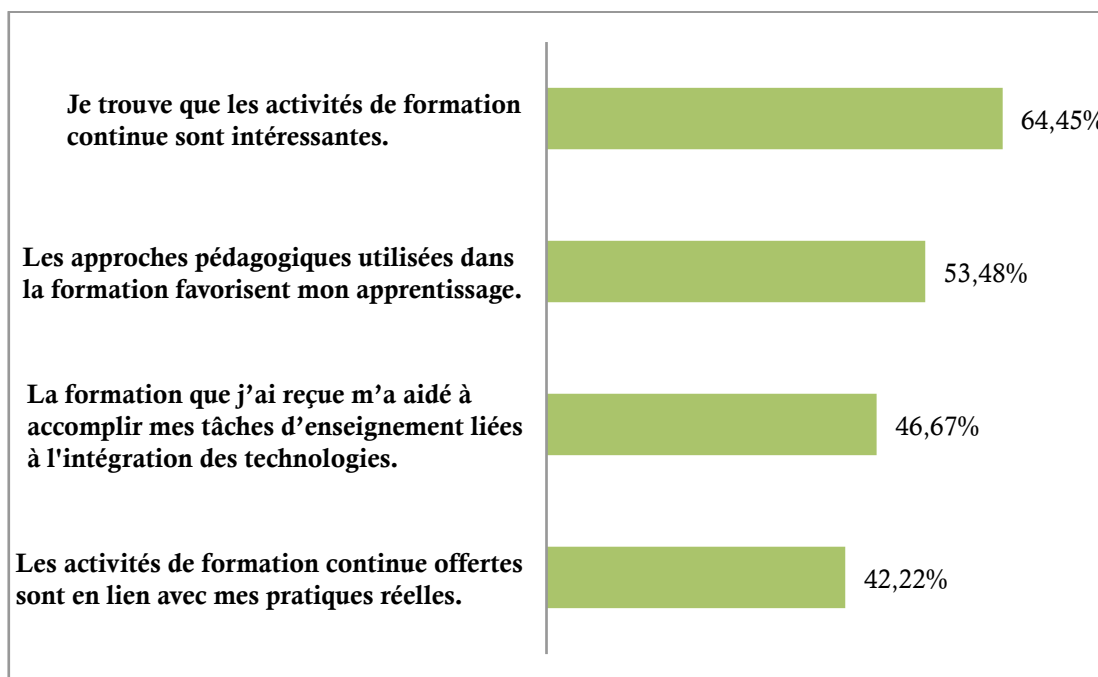 Je trouve que les activités de formation
continue sont intéressantes.
64,45%
Les approches pédagogiques utilisées dans
la formation favorisent mon apprentissage.
53,48%
La formation que j’ai reçue m’a aidé à
accomplir mes tâches d’enseignement liées
à l'intégration des technologies.
46,67%
Les activités de formation continue offertes
sont en lien avec mes pratiques réelles.
42,22%